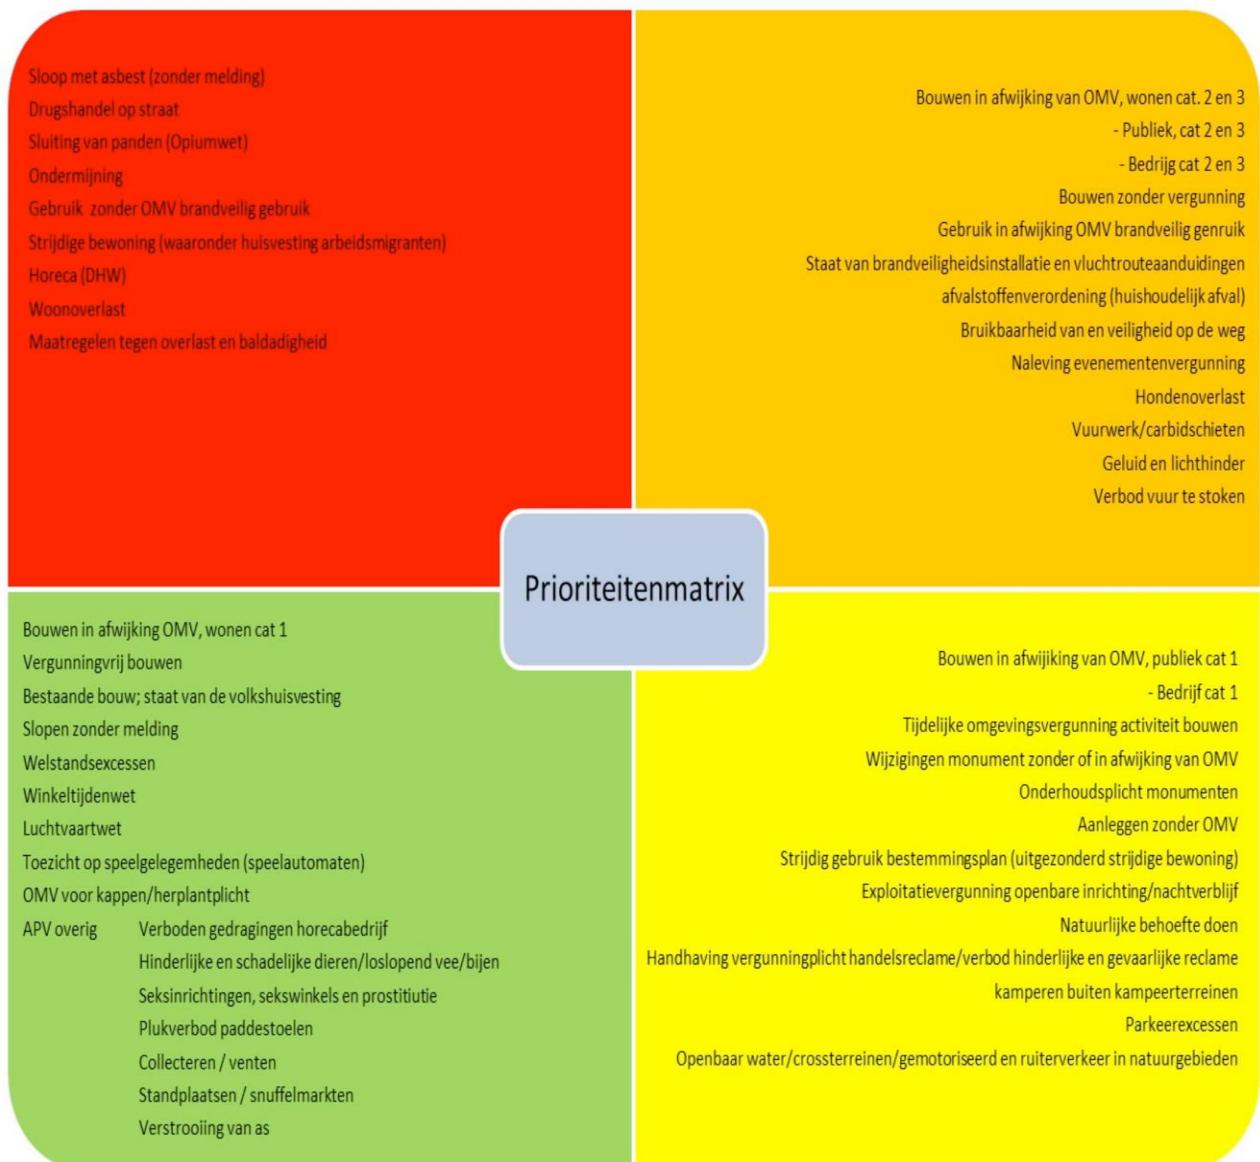 Sloop met asbest (zonder melding)
Drugshandel op straat
Sluiting van panden (Opiumwet)
Ondermijning
Gebruik zonder OMV brandveilig gebruik
Strijdige bewoning (waaronder huisvesting arbeidsmigranten)
Horeca (DHW)
Woonoverlast
Maatregelen tegen overlast en baldadigheid
Bouwen in afwijking van OMV, wonen cat. 2 en 3
- Publiek, cat 2 en 3
- Bedrijg cat 2 en 3
Bouwen zonder vergunning
Gebruik in afwijking OMV brandveilig genruik
Staat van brandveiligheidsinstallatie en vluchtrouteaanduidingen
afvalstoffenverordening (huishoudelijk afval)
Bruikbaarheid van en veiligheid op de weg
Naleving evenementenvergunning
Hondenoverlast
Vuurwerk/carbidschieten
Geluid en lichthinder
Verbod vuur te stoken
Prioriteitenmatrix
Bouwen in afwijking OMV, wonen cat 1
Vergunningvrij bouwen
Bestaande bouw; staat van de volkshuisvesting
Slopen zonder melding
Welstandsexcessen
Winkeltijdenwet
Luchtvaartwet
Toezicht op speelgelegemheden (speelautomaten)
OMV voor kappen/herplantplicht
APV overig Verboden gedragingen horecabedrijf
Hinderlijke en schadelijke dieren/loslopend vee/bijen
Seksinrichtingen, sekswinkels en prostitiutie
Plukverbod paddestoelen
Collecteren / venten
Standplaatsen / snuffelmarkten
Verstrooiing van as
Bouwen in afwijiking van OMV, publiek cat 1
- Bedrijf cat 1
Tijdelijke omgevingsvergunning activiteit bouwen
Wijzigingen monument zonder of in afwijking van OMV
Onderhoudsplicht monumenten
Aanleggen zonder OMV
Strijdig gebruik bestemmingsplan (uitgezonderd strijdige bewoning)
Exploitatievergunning openbare inrichting/nachtverblijf
Natuurlijke behoefte doen
Handhaving vergunningplicht handelsreclame/verbod hinderlijke en gevaarlijke reclame
kamperen buiten kampeerterreinen
Parkeerexcessen
Openbaar water/crossterreinen/gemotoriseerd en ruiterverkeer in natuurgebieden